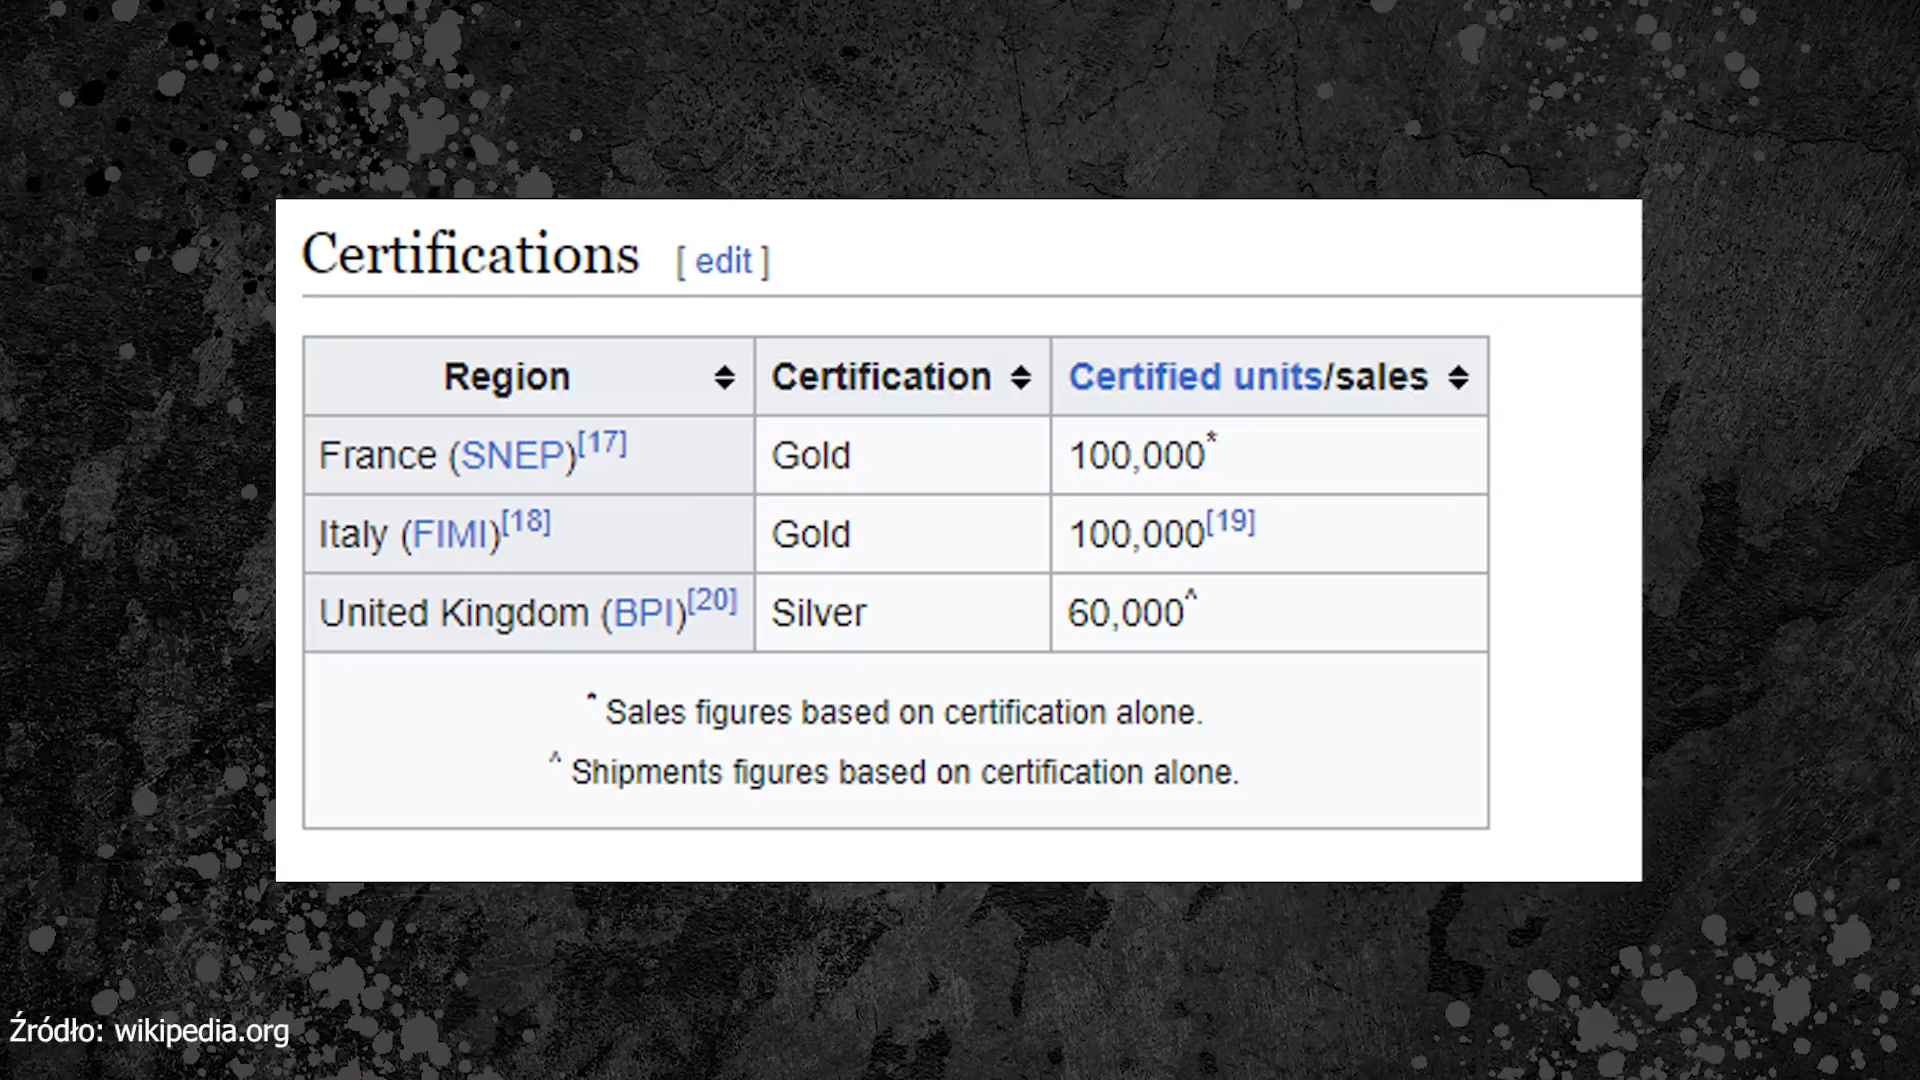 Certifications [ edit ]
Region Certification Certified units/sales
France (SNEP)[17] Gold 100,000*
Italy (FIMI)[18] Gold 100,000[19]
United Kingdom (BPI)[20] Silver 60,000^
* Sales figures based on certification alone.
^ Shipments figures based on certification alone.
Źródło: wikipedia.org